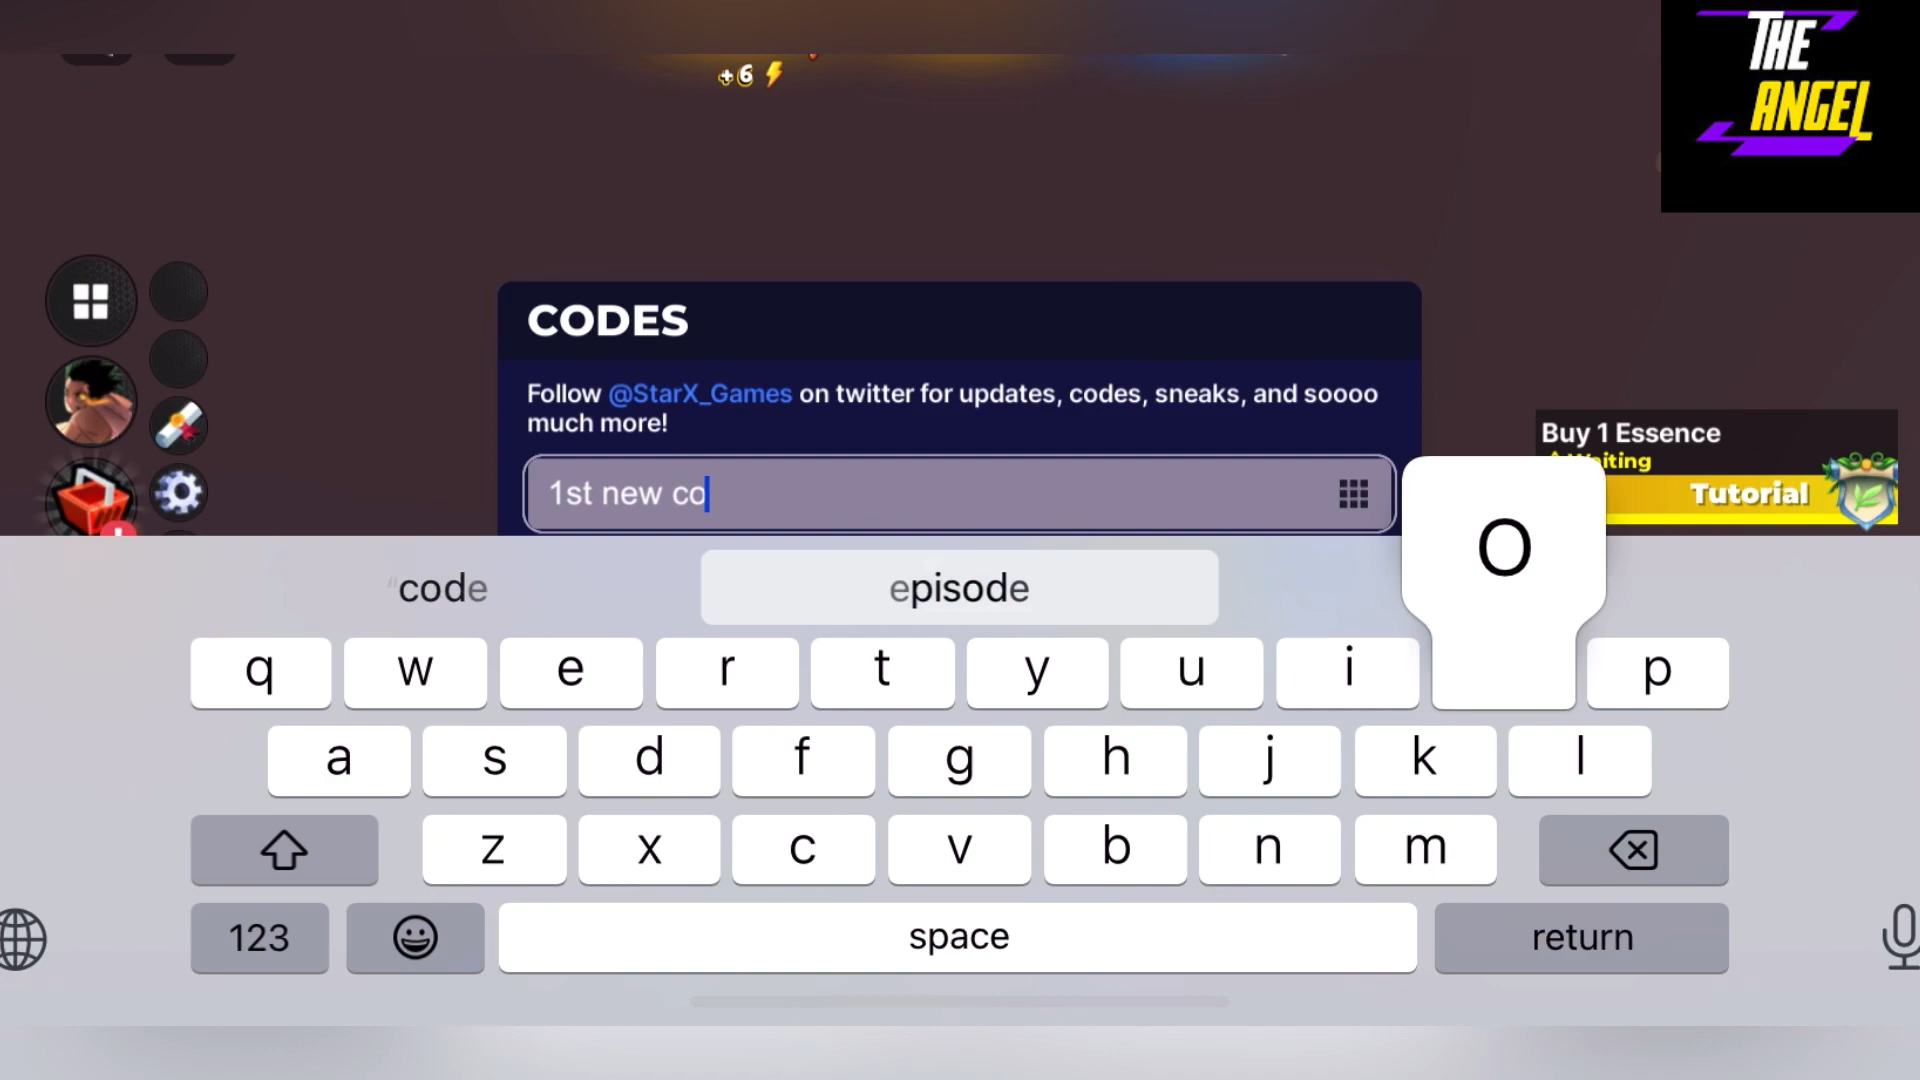 THE
ANGEL
+6
CODES
Follow @StarX_Games on twitter for updates, codes, sneaks, and soooo
much more!
1st new co
Buy 1 Essence
Waiting
Tutorial
"code
episode
O
q w e r t y u i p
a s d f g h j k l
z x c v b n m
123
space
return